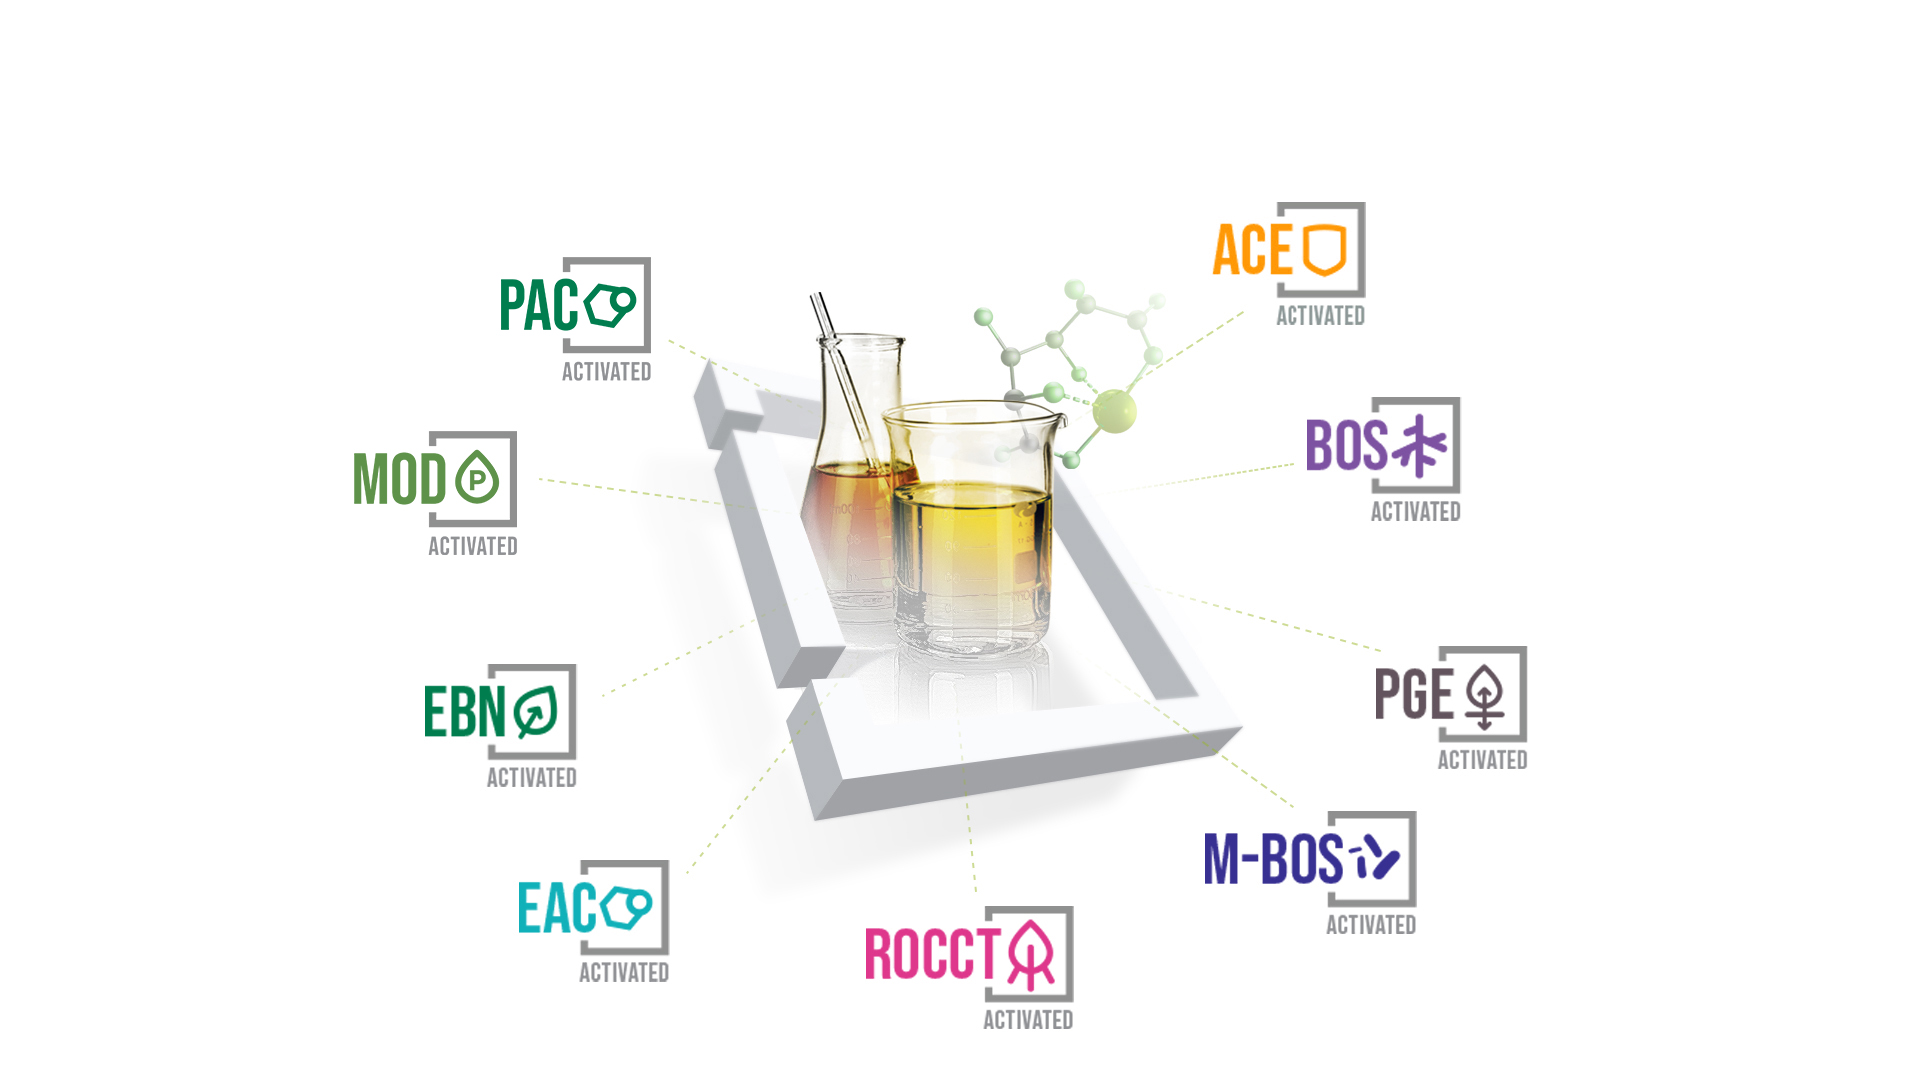 ACE
ACTIVATED
PAC
ACTIVATED
BOS
ACTIVATED
MOD P
ACTIVATED
PGE
ACTIVATED
EBN
ACTIVATED
M-BOS
ACTIVATED
EAC
ACTIVATED
ROCCT
ACTIVATED